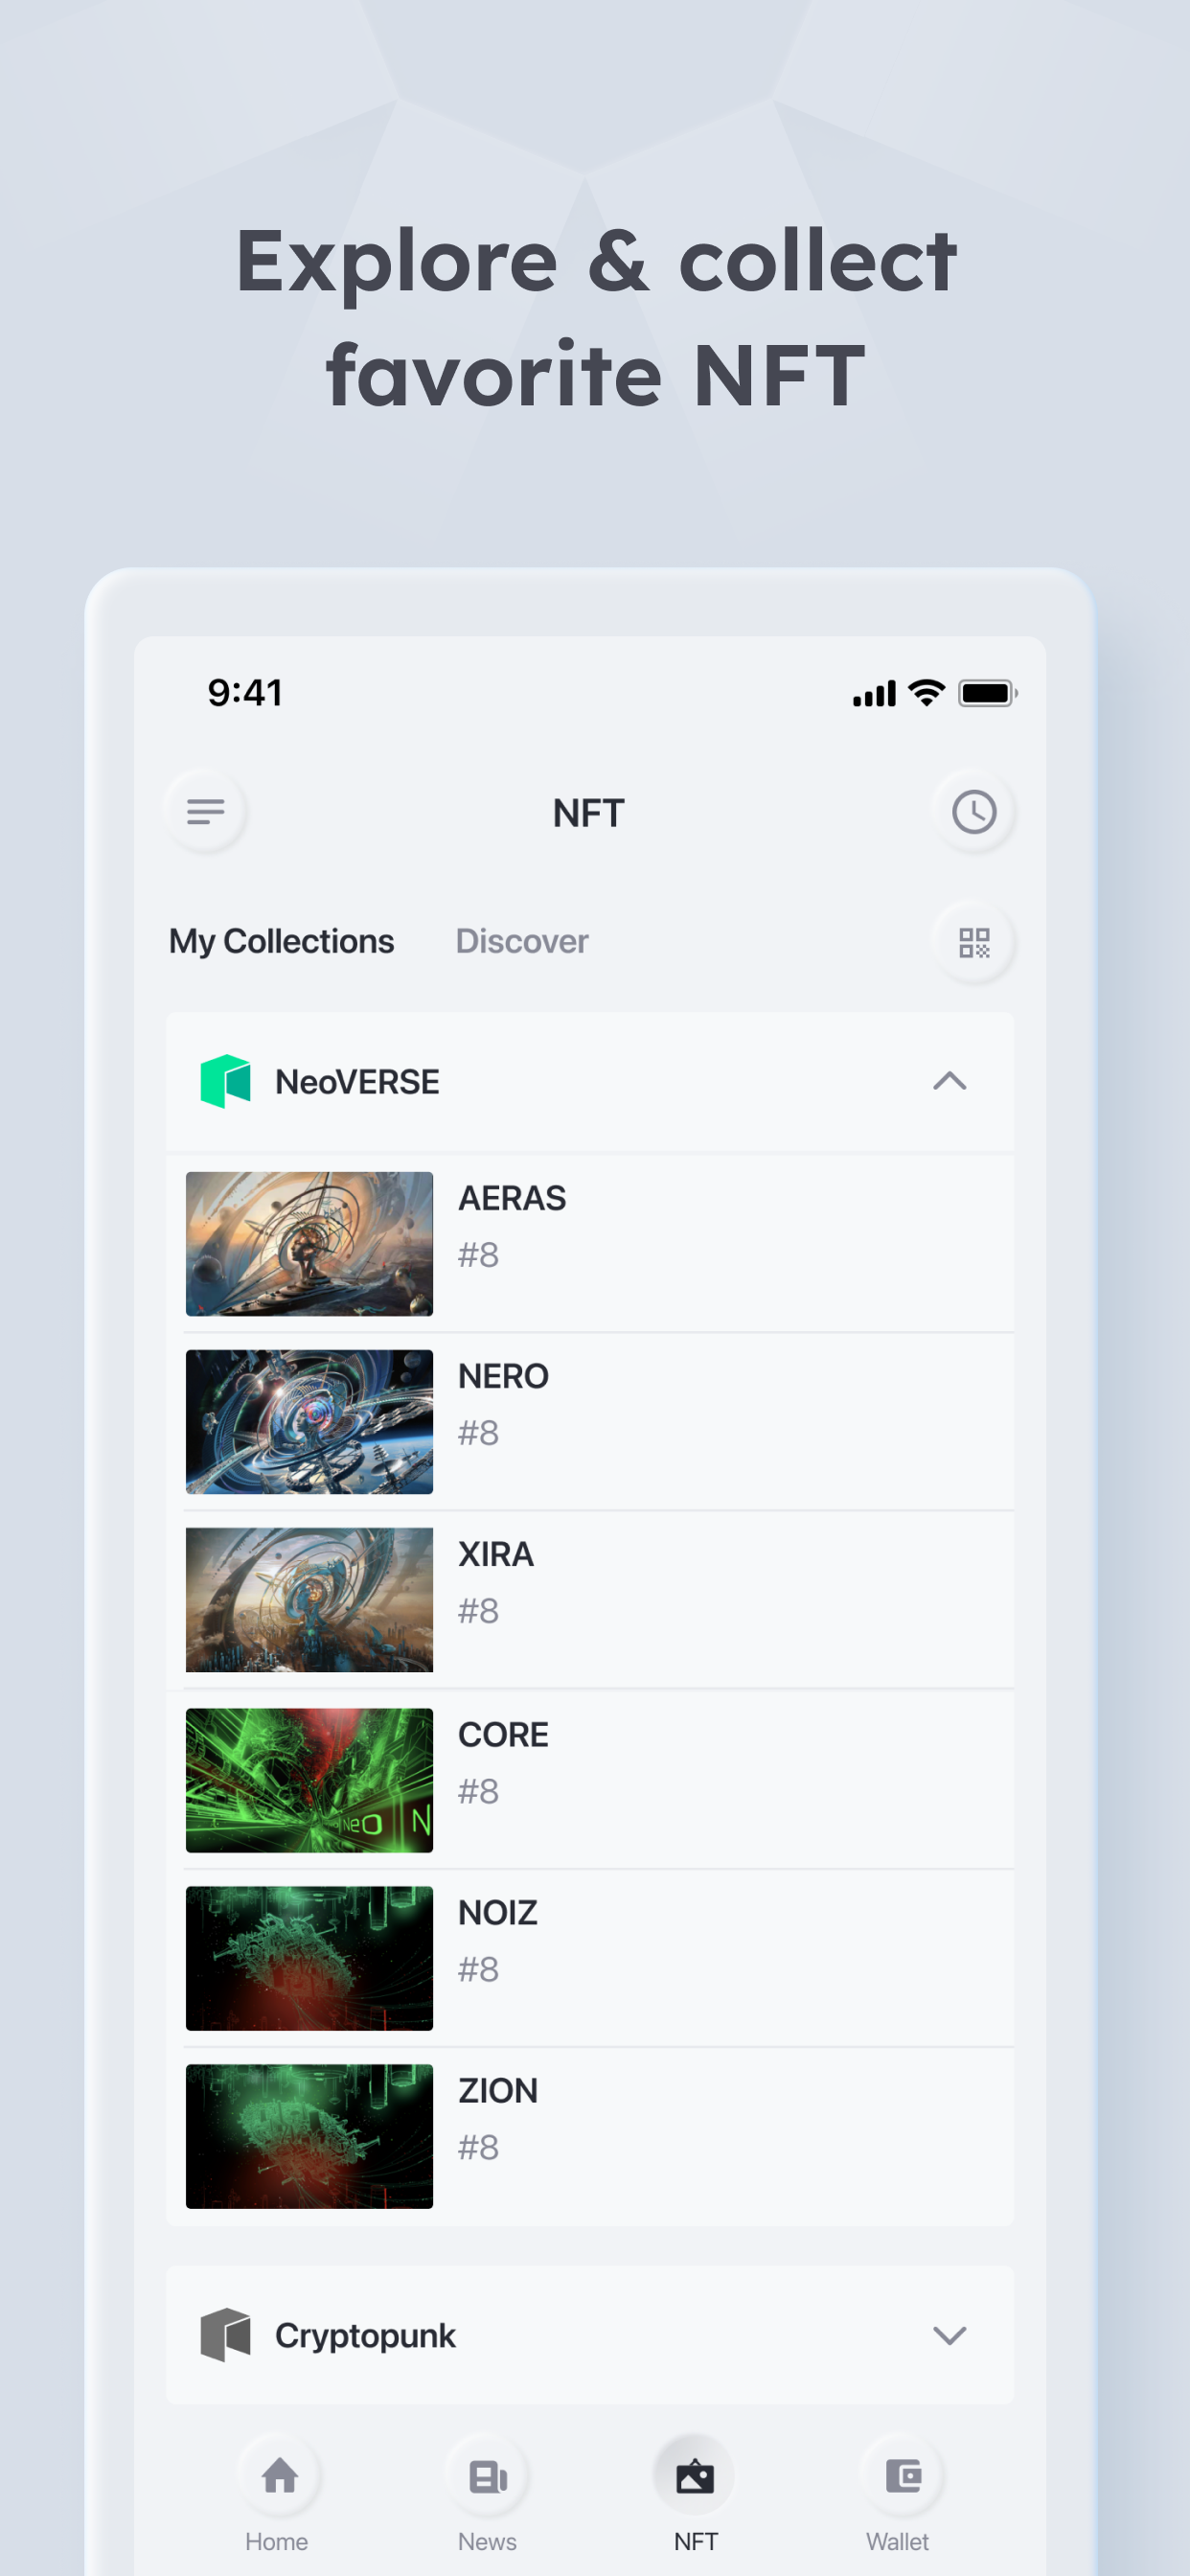 Explore & collect
favorite NFT
9:41
NFT
My Collections Discover
NeoVERSE
AERAS
#8
NERO
#8
XIRA
#8
CORE
#8
Neo N
NOIZ
#8
ZION
#8
Cryptopunk
Home News NFT Wallet